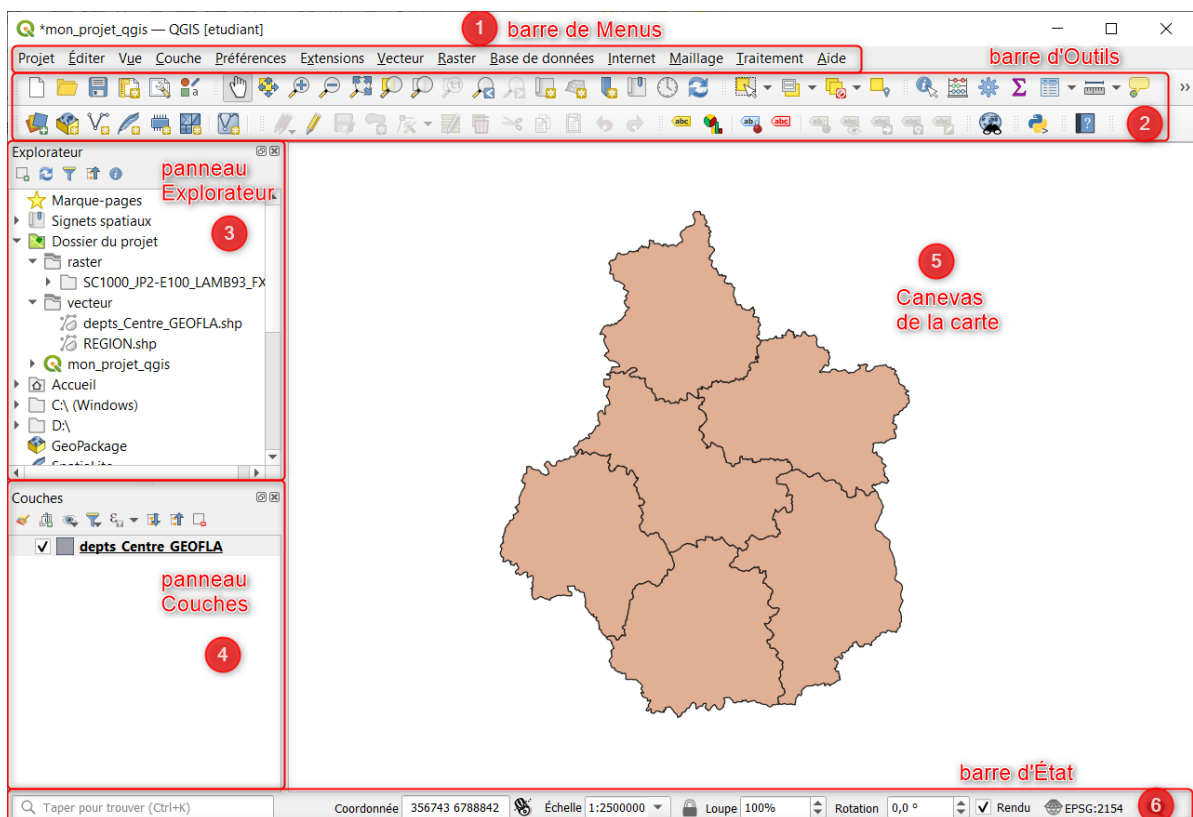 *mon_projet_qgis — QGIS [etudiant]
1 barre de Menus
Projet Éditer Vue Couche Préférences Extensions Vecteur Raster Base de données Internet Maillage Traitement Aide
barre d'Outils
2
Explorateur
panneau
Explorateur
3
Marque-pages
Signets spatiaux
Dossier du projet
raster
SC1000_JP2-E100_LAMB93_FX
vecteur
depts_Centre_GEOFLA.shp
REGION.shp
mon_projet_qgis
Accueil
C:\ (Windows)
D:\
GeoPackage
SpatiaLite
5
Canevas
de la carte
Couches
depts_Centre_GEOFLA
panneau
Couches
4
barre d'État
Taper pour trouver (Ctrl+K) Coordonnée 356743 6788842 Échelle 1:2500000 Loupe 100% Rotation 0,0 ° Rendu EPSG:2154 6